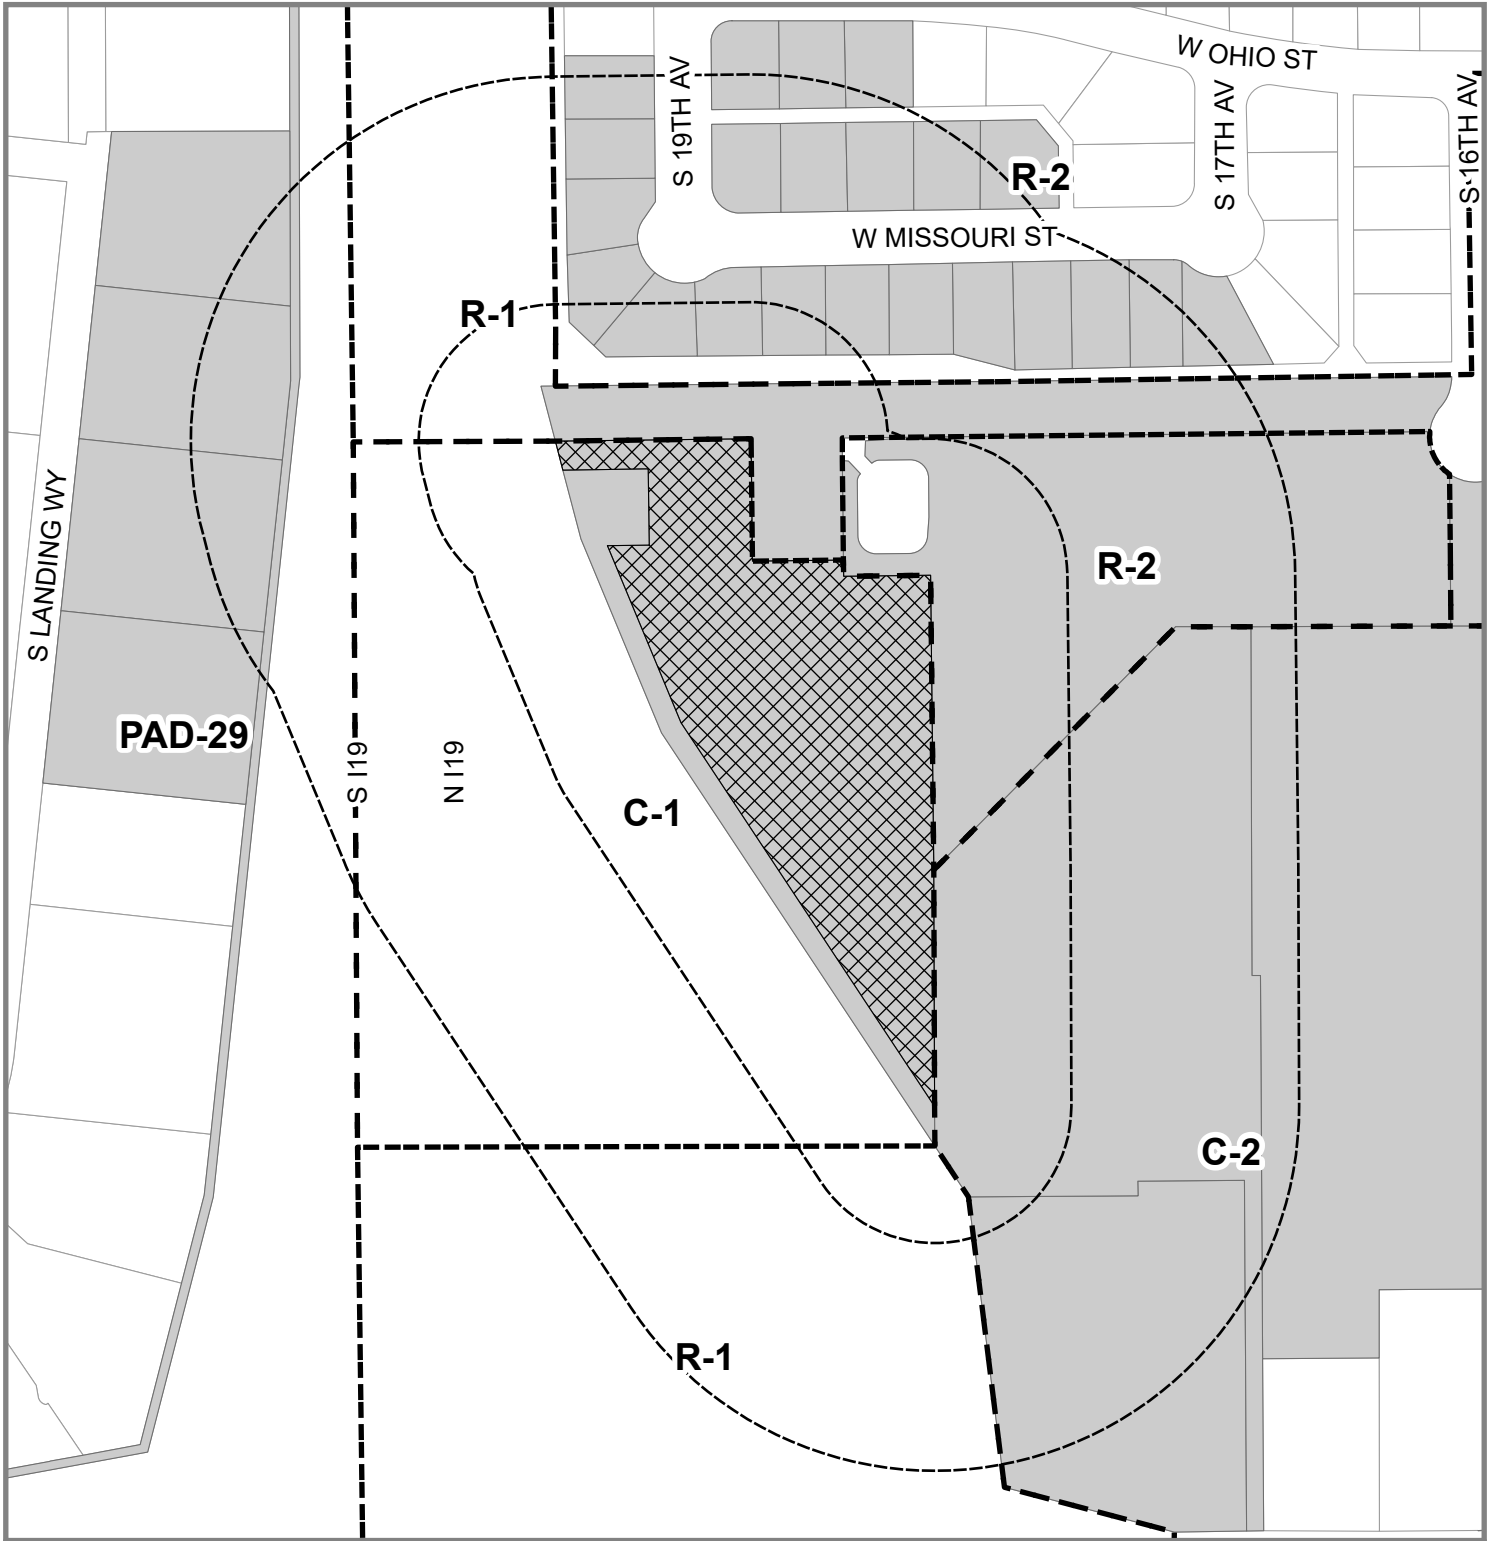 W OHIO ST
S 19TH AV
S 17TH AV
S 16TH AV
R-2
W MISSOURI ST
R-1
S LANDING WY
R-2
PAD-29
S I19
N I19
C-1
C-2
R-1